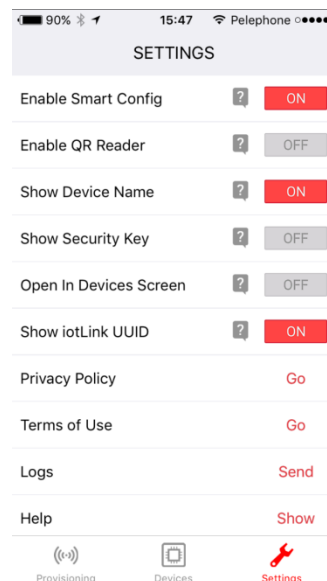 90% 15:47 Pelephone
SETTINGS
Enable Smart Config ? ON
Enable QR Reader ? OFF
Show Device Name ? ON
Show Security Key ? OFF
Open In Devices Screen ? OFF
Show iotLink UUID ? ON
Privacy Policy Go
Terms of Use Go
Logs Send
Help Show
Provisioning Devices Settings